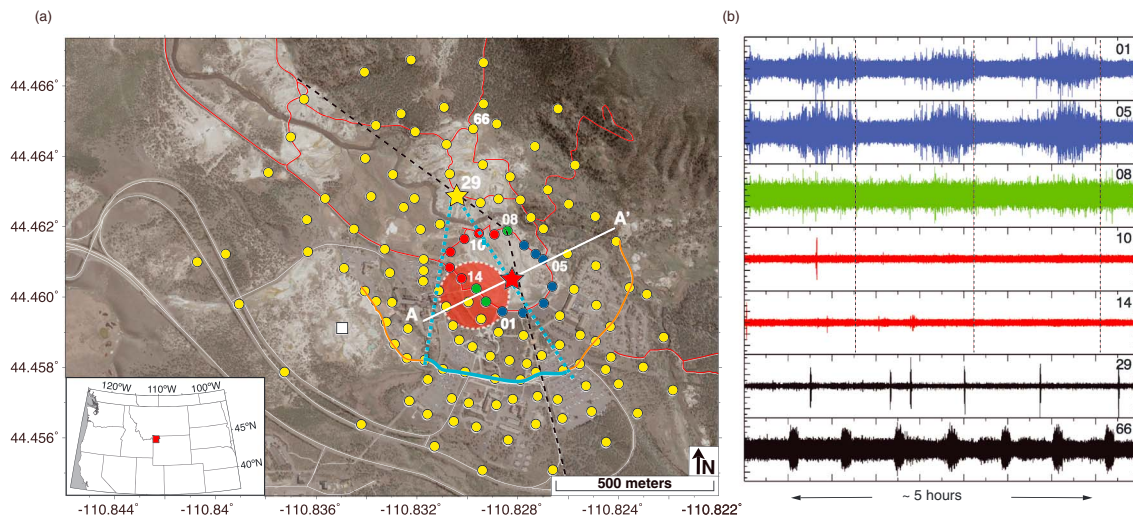 (a)
(b)
44.466°
44.464°
44.462°
44.460°
44.458°
44.456°
-110.844°
-110.836°
-110.832°
-110.828°
-110.824°
-110.822°
66
29
08
10
05
14
01
A
A'
N
500 meters
120°W
110°W
100°W
45°N
40°N
01
05
08
10
14
29
66
~ 5 hours